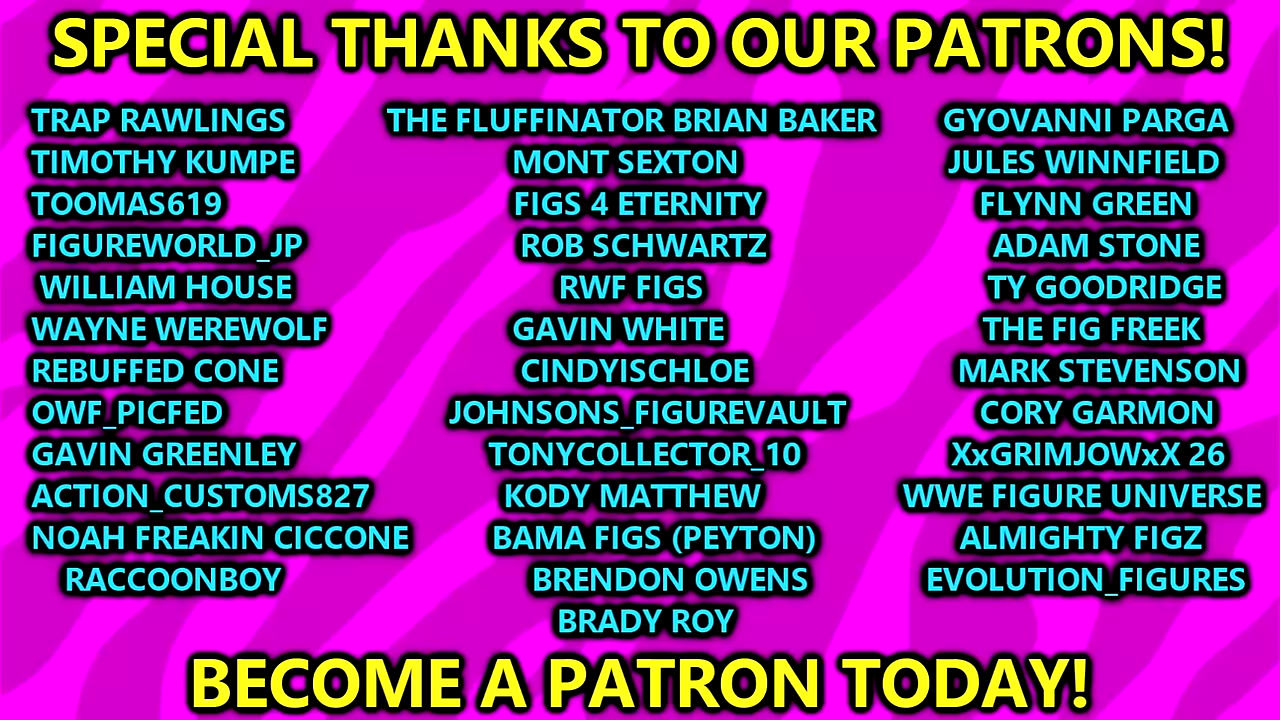 SPECIAL THANKS TO OUR PATRONS!
TRAP RAWLINGS
TIMOTHY KUMPE
TOOMAS619
FIGUREWORLD_JP
WILLIAM HOUSE
WAYNE WEREWOLF
REBUFFED CONE
OWF_PICFED
GAVIN GREENLEY
ACTION_CUSTOMS827
NOAH FREAKIN CICCONE
RACCOONBOY
THE FLUFFINATOR BRIAN BAKER
MONT SEXTON
FIGS 4 ETERNITY
ROB SCHWARTZ
RWF FIGS
GAVIN WHITE
CINDYISCHLOE
JOHNSONS_FIGUREVAULT
TONYCOLLECTOR_10
KODY MATTHEW
BAMA FIGS (PEYTON)
BRENDON OWENS
BRADY ROY
GYOVANNI PARGA
JULES WINNFIELD
FLYNN GREEN
ADAM STONE
TY GOODRIDGE
THE FIG FREEK
MARK STEVENSON
CORY GARMON
XxGRIMJOWxX 26
WWE FIGURE UNIVERSE
ALMIGHTY FIGZ
EVOLUTION_FIGURES
BECOME A PATRON TODAY!